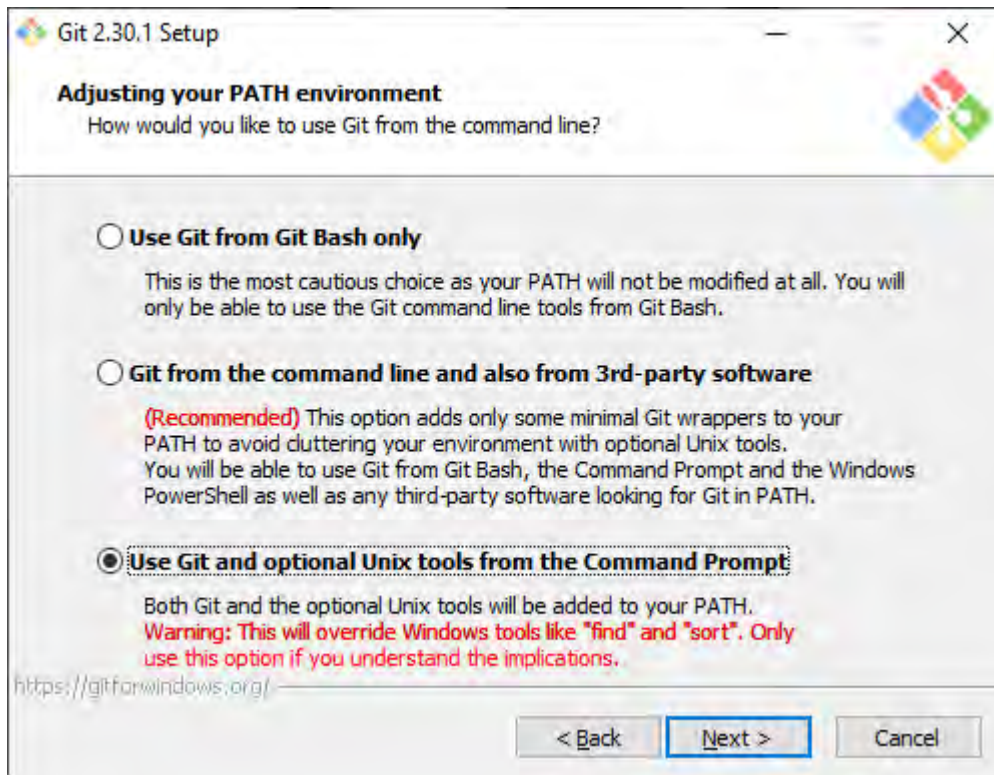 Git 2.30.1 Setup
Adjusting your PATH environment
How would you like to use Git from the command line?
Use Git from Git Bash only
This is the most cautious choice as your PATH will not be modified at all. You will
only be able to use the Git command line tools from Git Bash.
Git from the command line and also from 3rd-party software
(Recommended) This option adds only some minimal Git wrappers to your
PATH to avoid cluttering your environment with optional Unix tools.
You will be able to use Git from Git Bash, the Command Prompt and the Windows
PowerShell as well as any third-party software looking for Git in PATH.
Use Git and optional Unix tools from the Command Prompt
Both Git and the optional Unix tools will be added to your PATH.
Warning: This will override Windows tools like "find" and "sort". Only
use this option if you understand the implications.
https://gitforwindows.org/
< Back
Next >
Cancel